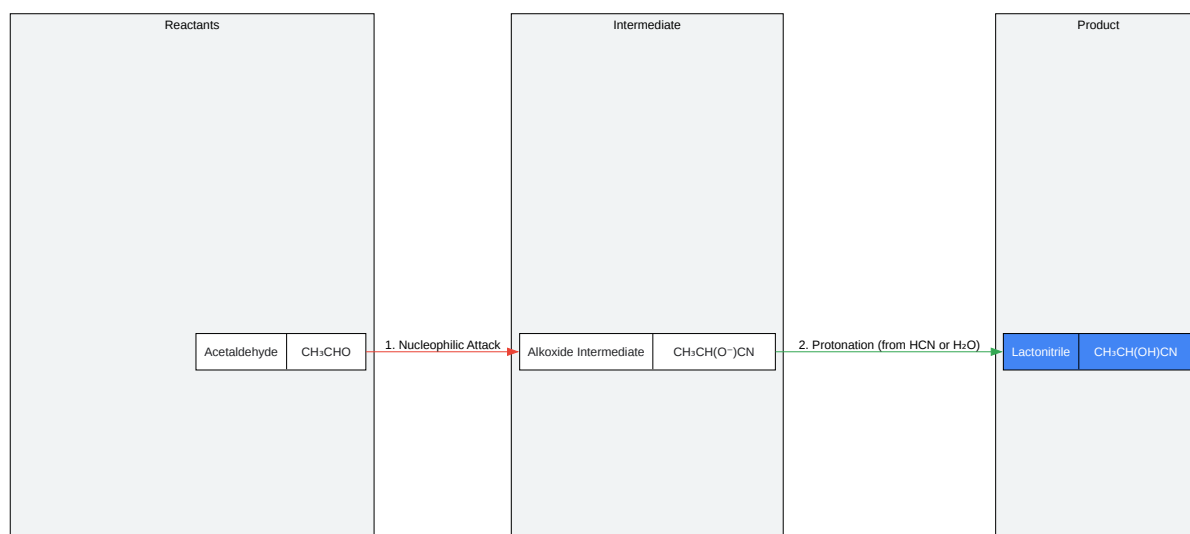 Reactants
Intermediate
Product
Acetaldehyde CH₃CHO
1. Nucleophilic Attack
Alkoxide Intermediate CH₃CH(O⁻)CN
2. Protonation (from HCN or H₂O)
Lactonitrile CH₃CH(OH)CN